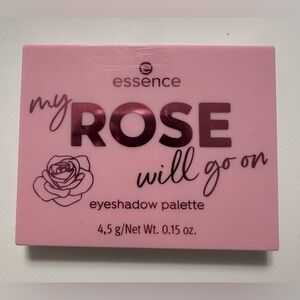 essence
my
ROSE
will go on
eyeshadow palette
4,5 g/Net Wt. 0.15 oz.